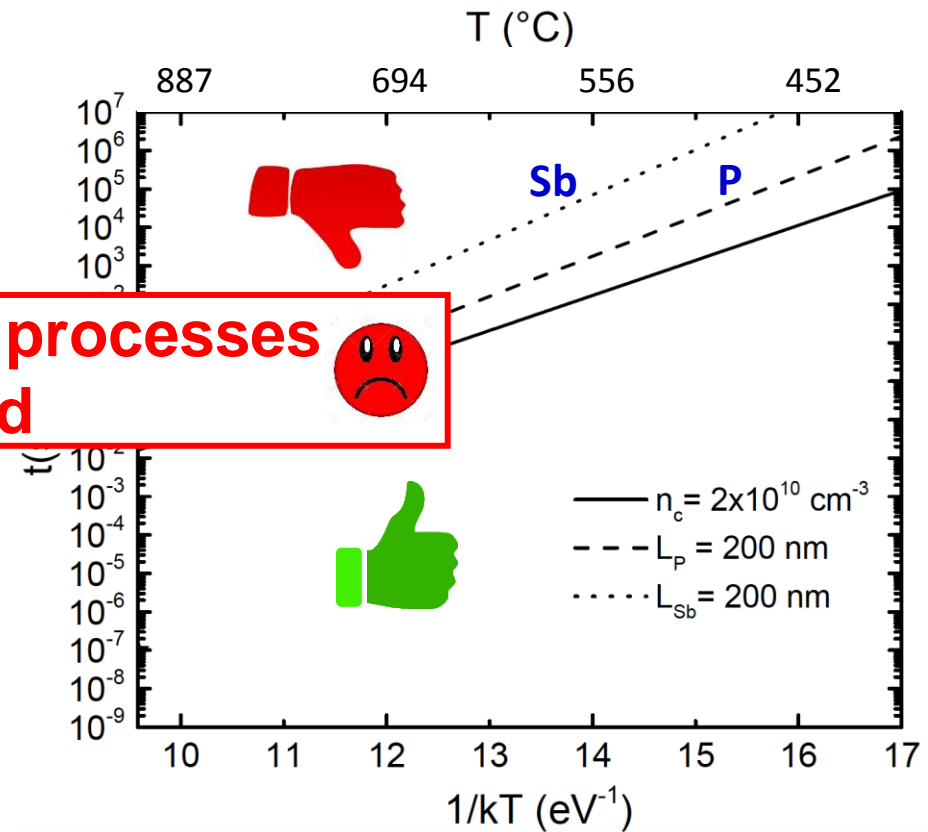 T (°C)
887 694 556 452
10⁷
10⁶
10⁵
10⁴
10³
Sb
P
processes
10⁻²
10⁻³
10⁻⁴
10⁻⁵
10⁻⁶
10⁻⁷
10⁻⁸
10⁻⁹
n_c= 2x10¹⁰ cm⁻³
L_P = 200 nm
L_Sb= 200 nm
10 11 12 13 14 15 16 17
1/kT (eV⁻¹)